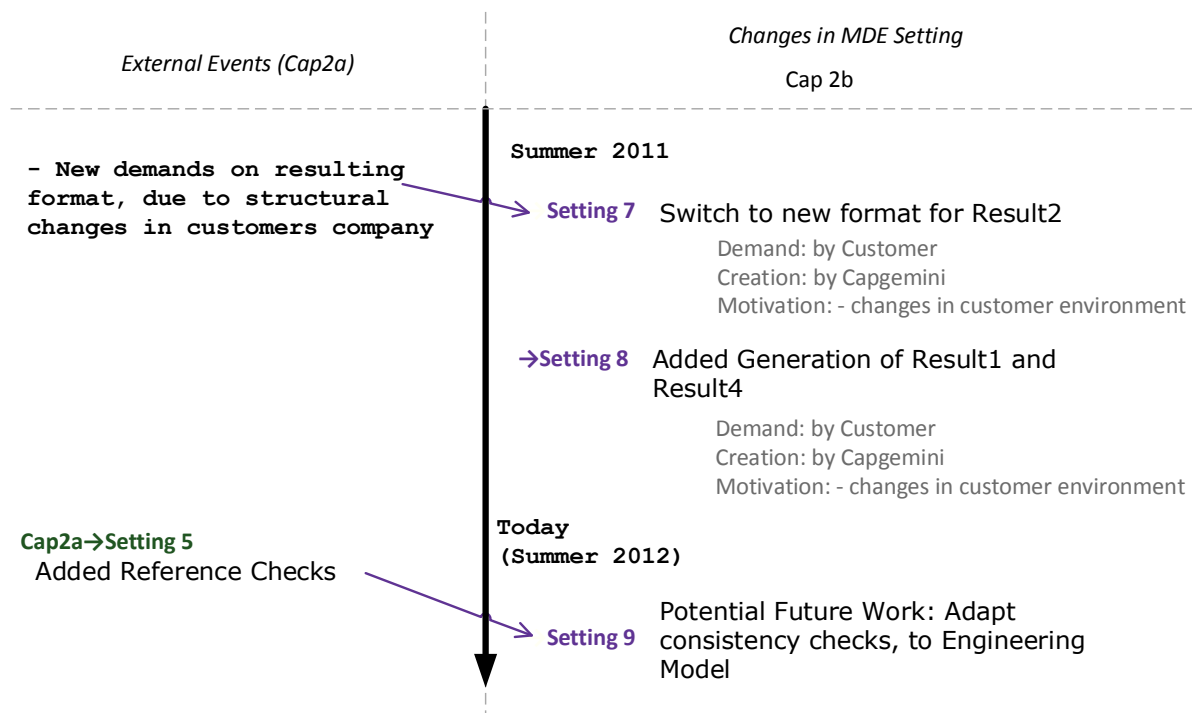 External Events (Cap2a)
Changes in MDE Setting
Cap 2b
- New demands on resulting
format, due to structural
changes in customers company
Summer 2011
Setting 7 Switch to new format for Result2
Demand: by Customer
Creation: by Capgemini
Motivation: - changes in customer environment
→Setting 8 Added Generation of Result1 and
Result4
Demand: by Customer
Creation: by Capgemini
Motivation: - changes in customer environment
Cap2a→Setting 5
Added Reference Checks
Today
(Summer 2012)
Setting 9 Potential Future Work: Adapt
consistency checks, to Engineering
Model